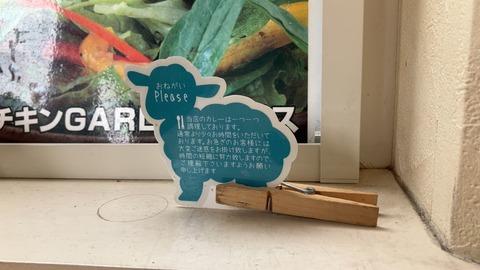 おねがい
Please
当店のカレーは一つ一つ
調理しております。
通常より少々お時間をいただいて
おります。お急ぎのお客様には
大変ご迷惑をお掛け致しますが、
時間の短縮に努力致しますので、
ご理解下さいますようお願い
申し上げます
チキンGARL
ス